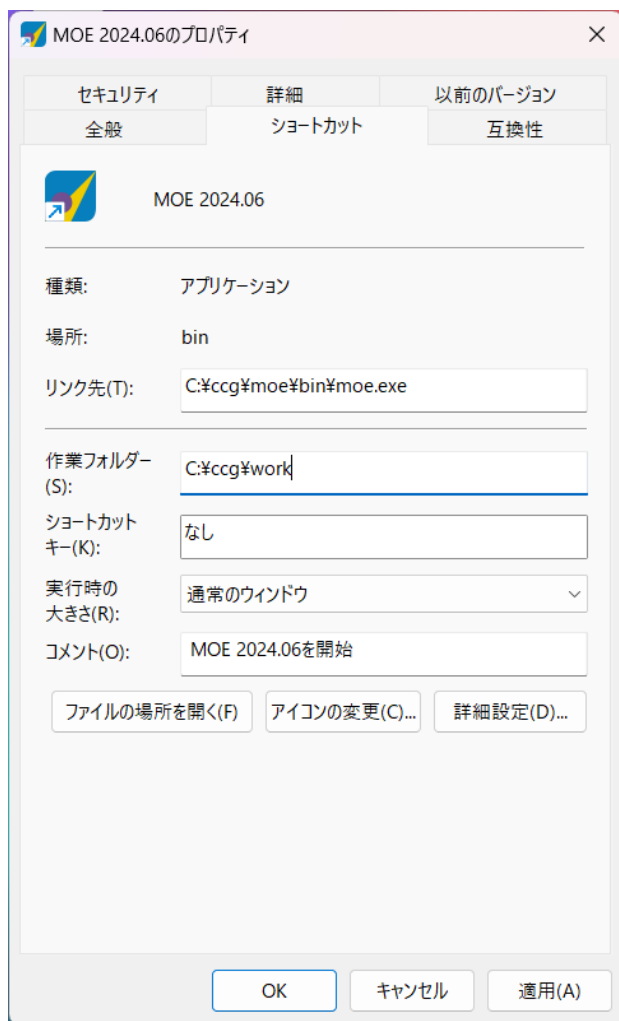 MOE 2024.06のプロパティ
セキュリティ
詳細
以前のバージョン
全般
ショートカット
互換性
MOE 2024.06
種類:
アプリケーション
場所:
bin
リンク先(T):
C:¥ccg¥moe¥bin¥moe.exe
作業フォルダー
(S):
C:¥ccg¥work
ショートカット
キー(K):
なし
実行時の
大きさ(R):
通常のウィンドウ
コメント(O):
MOE 2024.06を開始
ファイルの場所を開く(F)
アイコンの変更(C)...
詳細設定(D)...
OK
キャンセル
適用(A)